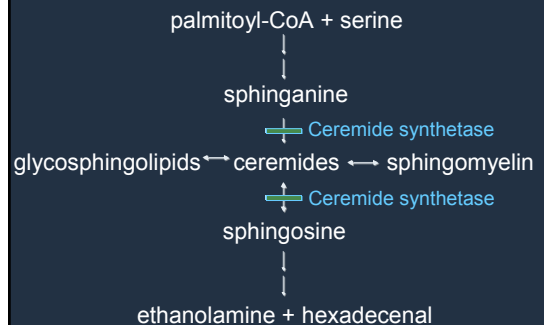 palmitoyl-CoA + serine
sphinganine
Ceremide synthetase
glycosphingolipids ceremides sphingomyelin
Ceremide synthetase
sphingosine
ethanolamine + hexadecenal